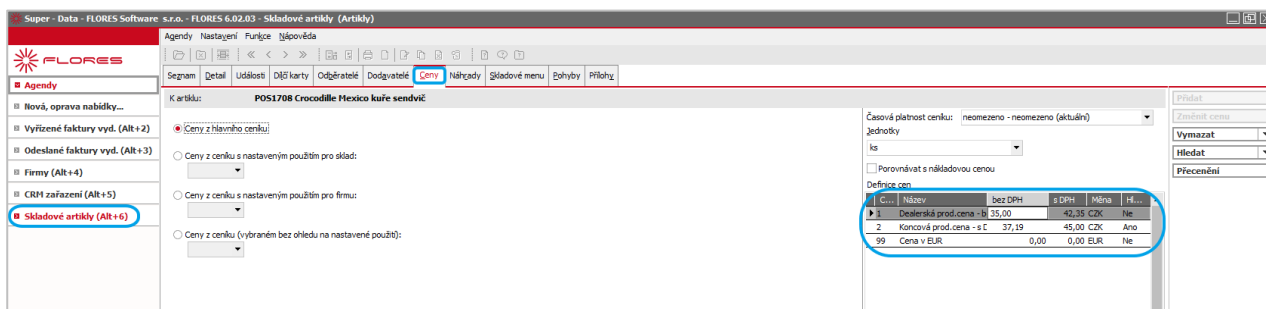 Super - Data - FLORES Software s.r.o. - FLORES 6.02.03 - Skladové artikly (Artikly)
Agendy Nastavení Funkce Nápověda
FLORES
Seznam Detail Události Dílčí karty Odběratelé Dodavatelé Ceny Náhrady Skladové menu Pohyby Přílohy
Agendy
Nová, oprava nabídky...
Vyřízené faktury vyd. (Alt+2)
Odeslané faktury vyd. (Alt+3)
Firmy (Alt+4)
CRM zařazení (Alt+5)
Skladové artikly (Alt+6)
K artiklu: POS1708 Crocodille Mexico kuře sendvič
Ceny z hlavního ceníku
Ceny z ceníku s nastaveným použitím pro sklad:
Ceny z ceníku s nastaveným použitím pro firmu:
Ceny z ceníku (vybraném bez ohledu na nastavené použití):
Časová platnost ceníku: neomezeno - neomezeno (aktuální)
Jednotky
ks
Porovnávat s nákladovou cenou
Definice cen
C... Název bez DPH s DPH Měna Hl...
1 Dealerská prod.cena - b 35,00 42,35 CZK Ne
2 Koncová prod.cena - s D 37,19 45,00 CZK Ano
99 Cena v EUR 0,00 0,00 EUR Ne
Přidat
Změnit cenu
Vymazat
Hledat
Přecenění